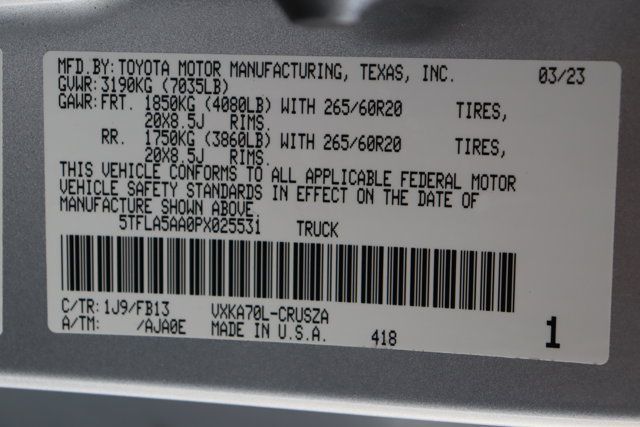 MFD.BY: TOYOTA MOTOR MANUFACTURING, TEXAS, INC. 03/23
GVWR: 3190KG (7035LB)
GAWR: FRT. 1850KG (4080LB) WITH 265/60R20 TIRES,
20X8.5J RIMS.
RR. 1750KG (3860LB) WITH 265/60R20 TIRES,
20X8.5J RIMS.
THIS VEHICLE CONFORMS TO ALL APPLICABLE FEDERAL MOTOR
VEHICLE SAFETY STANDARDS IN EFFECT ON THE DATE OF
MANUFACTURE SHOWN ABOVE.
5TFLA5AA0PX025531 TRUCK
C/TR: 1J9/FB13 VXKA70L-CRUSZA
A/TM: /AJA0E MADE IN U.S.A. 418 1